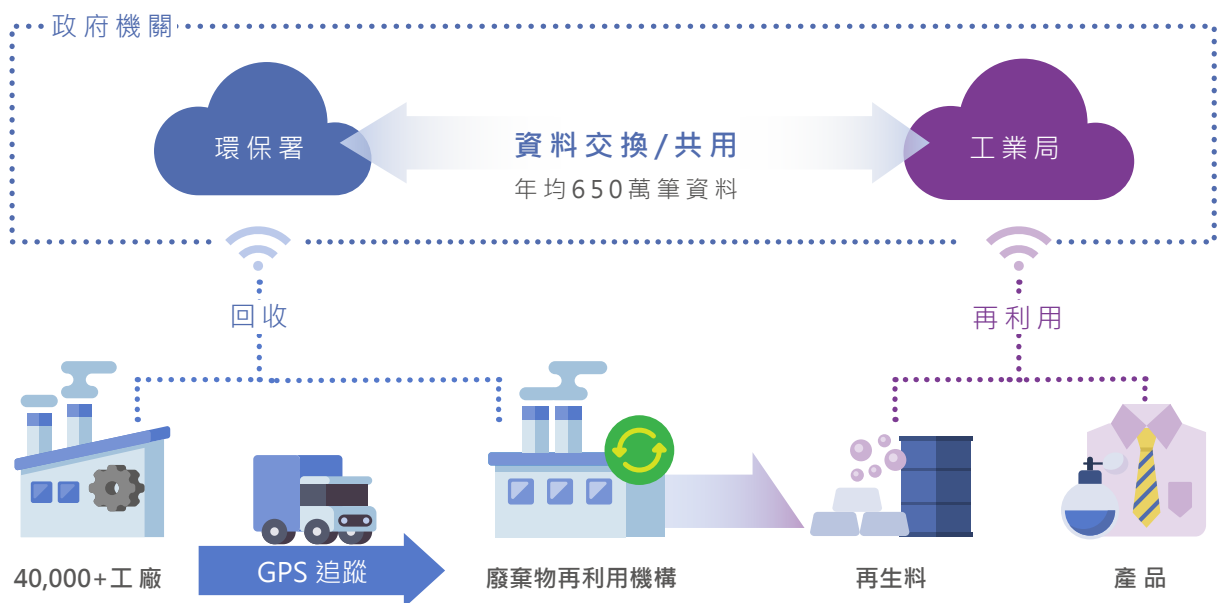 政府機關
環保署
資料交換/共用
年均650萬筆資料
工業局
回收
再利用
GPS 追蹤
40,000+工廠
廢棄物再利用機構
再生料
產品